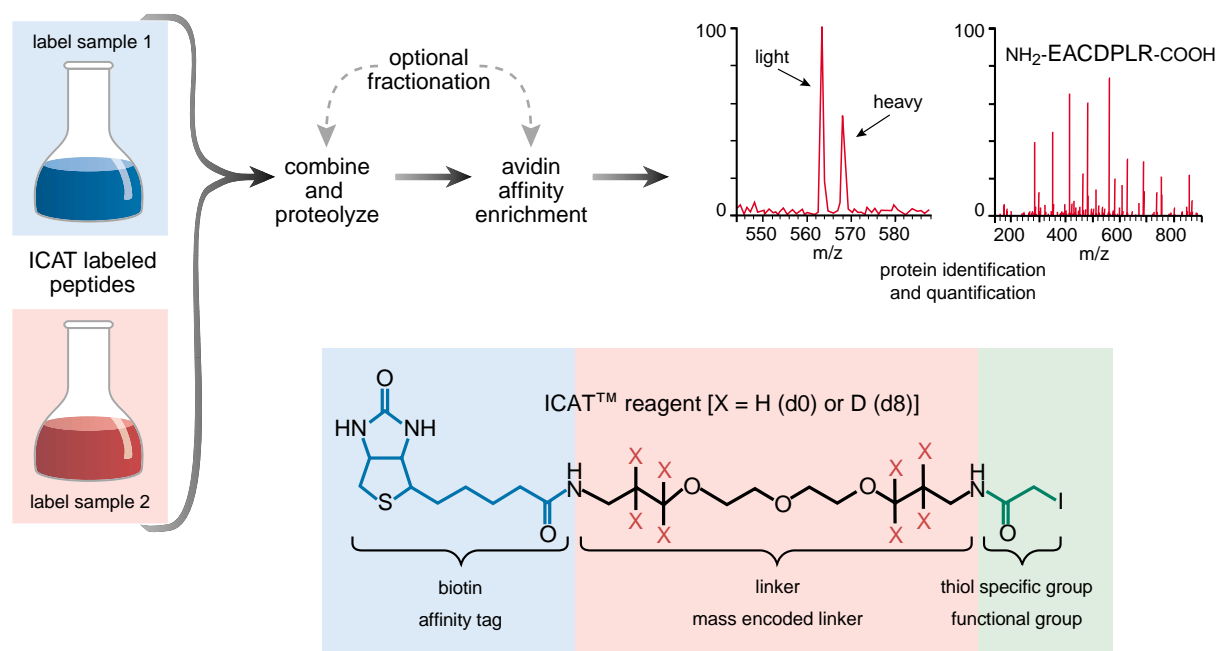 label sample 1
ICAT labeled
peptides
label sample 2
optional
fractionation
combine
and
proteolyze
avidin
affinity
enrichment
100
light
heavy
0
550 560 570 580
m/z
100
NH2-EACDPLR-COOH
0
200 400 600 800
m/z
protein identification
and quantification
ICAT™ reagent [X = H (d0) or D (d8)]
O
HN NH
S
O
H
N
X X
X X
O
O
O
X X
X X
H
N
O
I
biotin
affinity tag
linker
mass encoded linker
thiol specific group
functional group